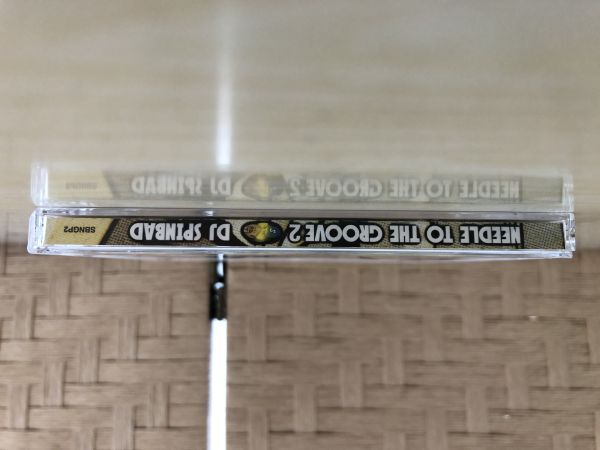 NEEDLE TO THE GROOVE 2 DJ SPINBAD SBNGP2